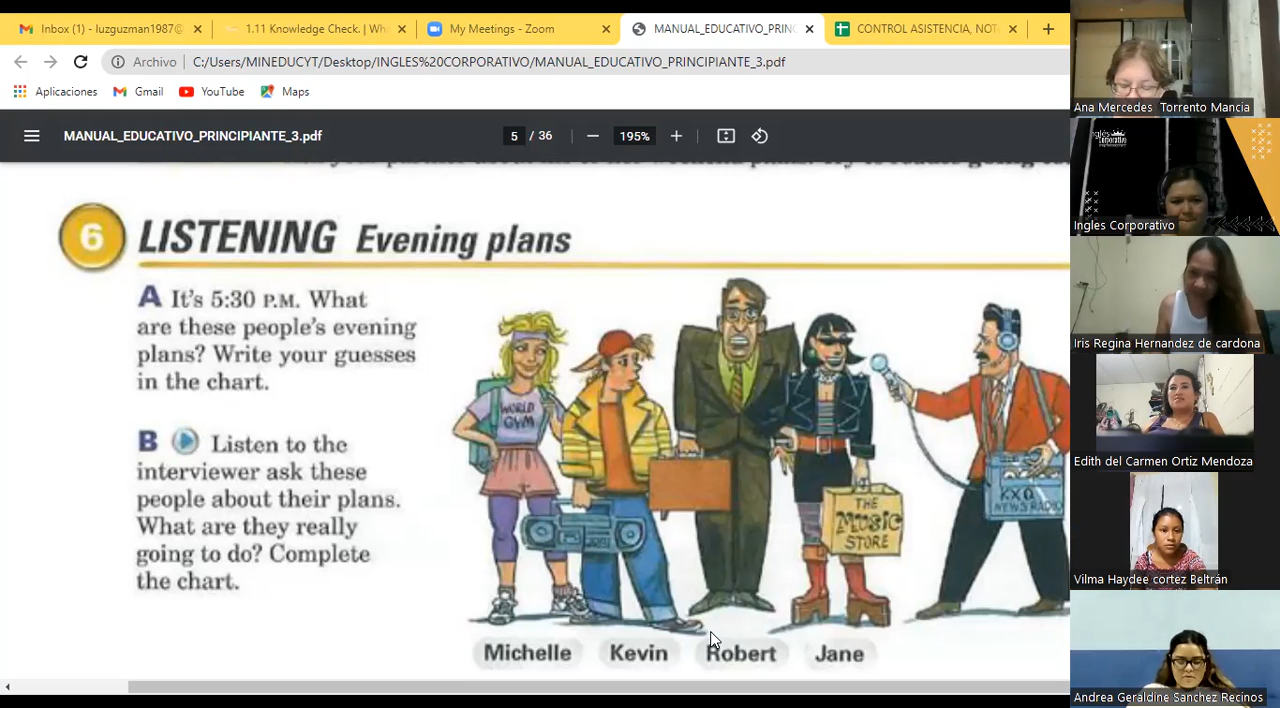 Inbox (1) - luzguzman1987@
1.11 Knowledge Check. | Wh
My Meetings - Zoom
MANUAL_EDUCATIVO_PRINC
CONTROL ASISTENCIA, NOT
Archivo
C:/Users/MINEDUCYT/Desktop/INGLES%20CORPORATIVO/MANUAL_EDUCATIVO_PRINCIPIANTE_3.pdf
Aplicaciones
Gmail
YouTube
Maps
MANUAL_EDUCATIVO_PRINCIPIANTE_3.pdf
5 / 36
195%
6 LISTENING Evening plans
A It's 5:30 P.M. What
are these people's evening
plans? Write your guesses
in the chart.
B Listen to the
interviewer ask these
people about their plans.
What are they really
going to do? Complete
the chart.
WORLD
GYM
THE
MUSiC
STORE
KXQ
NEWS RADIO
Michelle
Kevin
Robert
Jane
Ana Mercedes Torrento Mancia
Inglés
Corporativo
Ingles Corporativo
Iris Regina Hernandez de cardona
Edith del Carmen Ortiz Mendoza
Vilma Haydee cortez Beltrán
Andrea Geraldine Sanchez Recinos